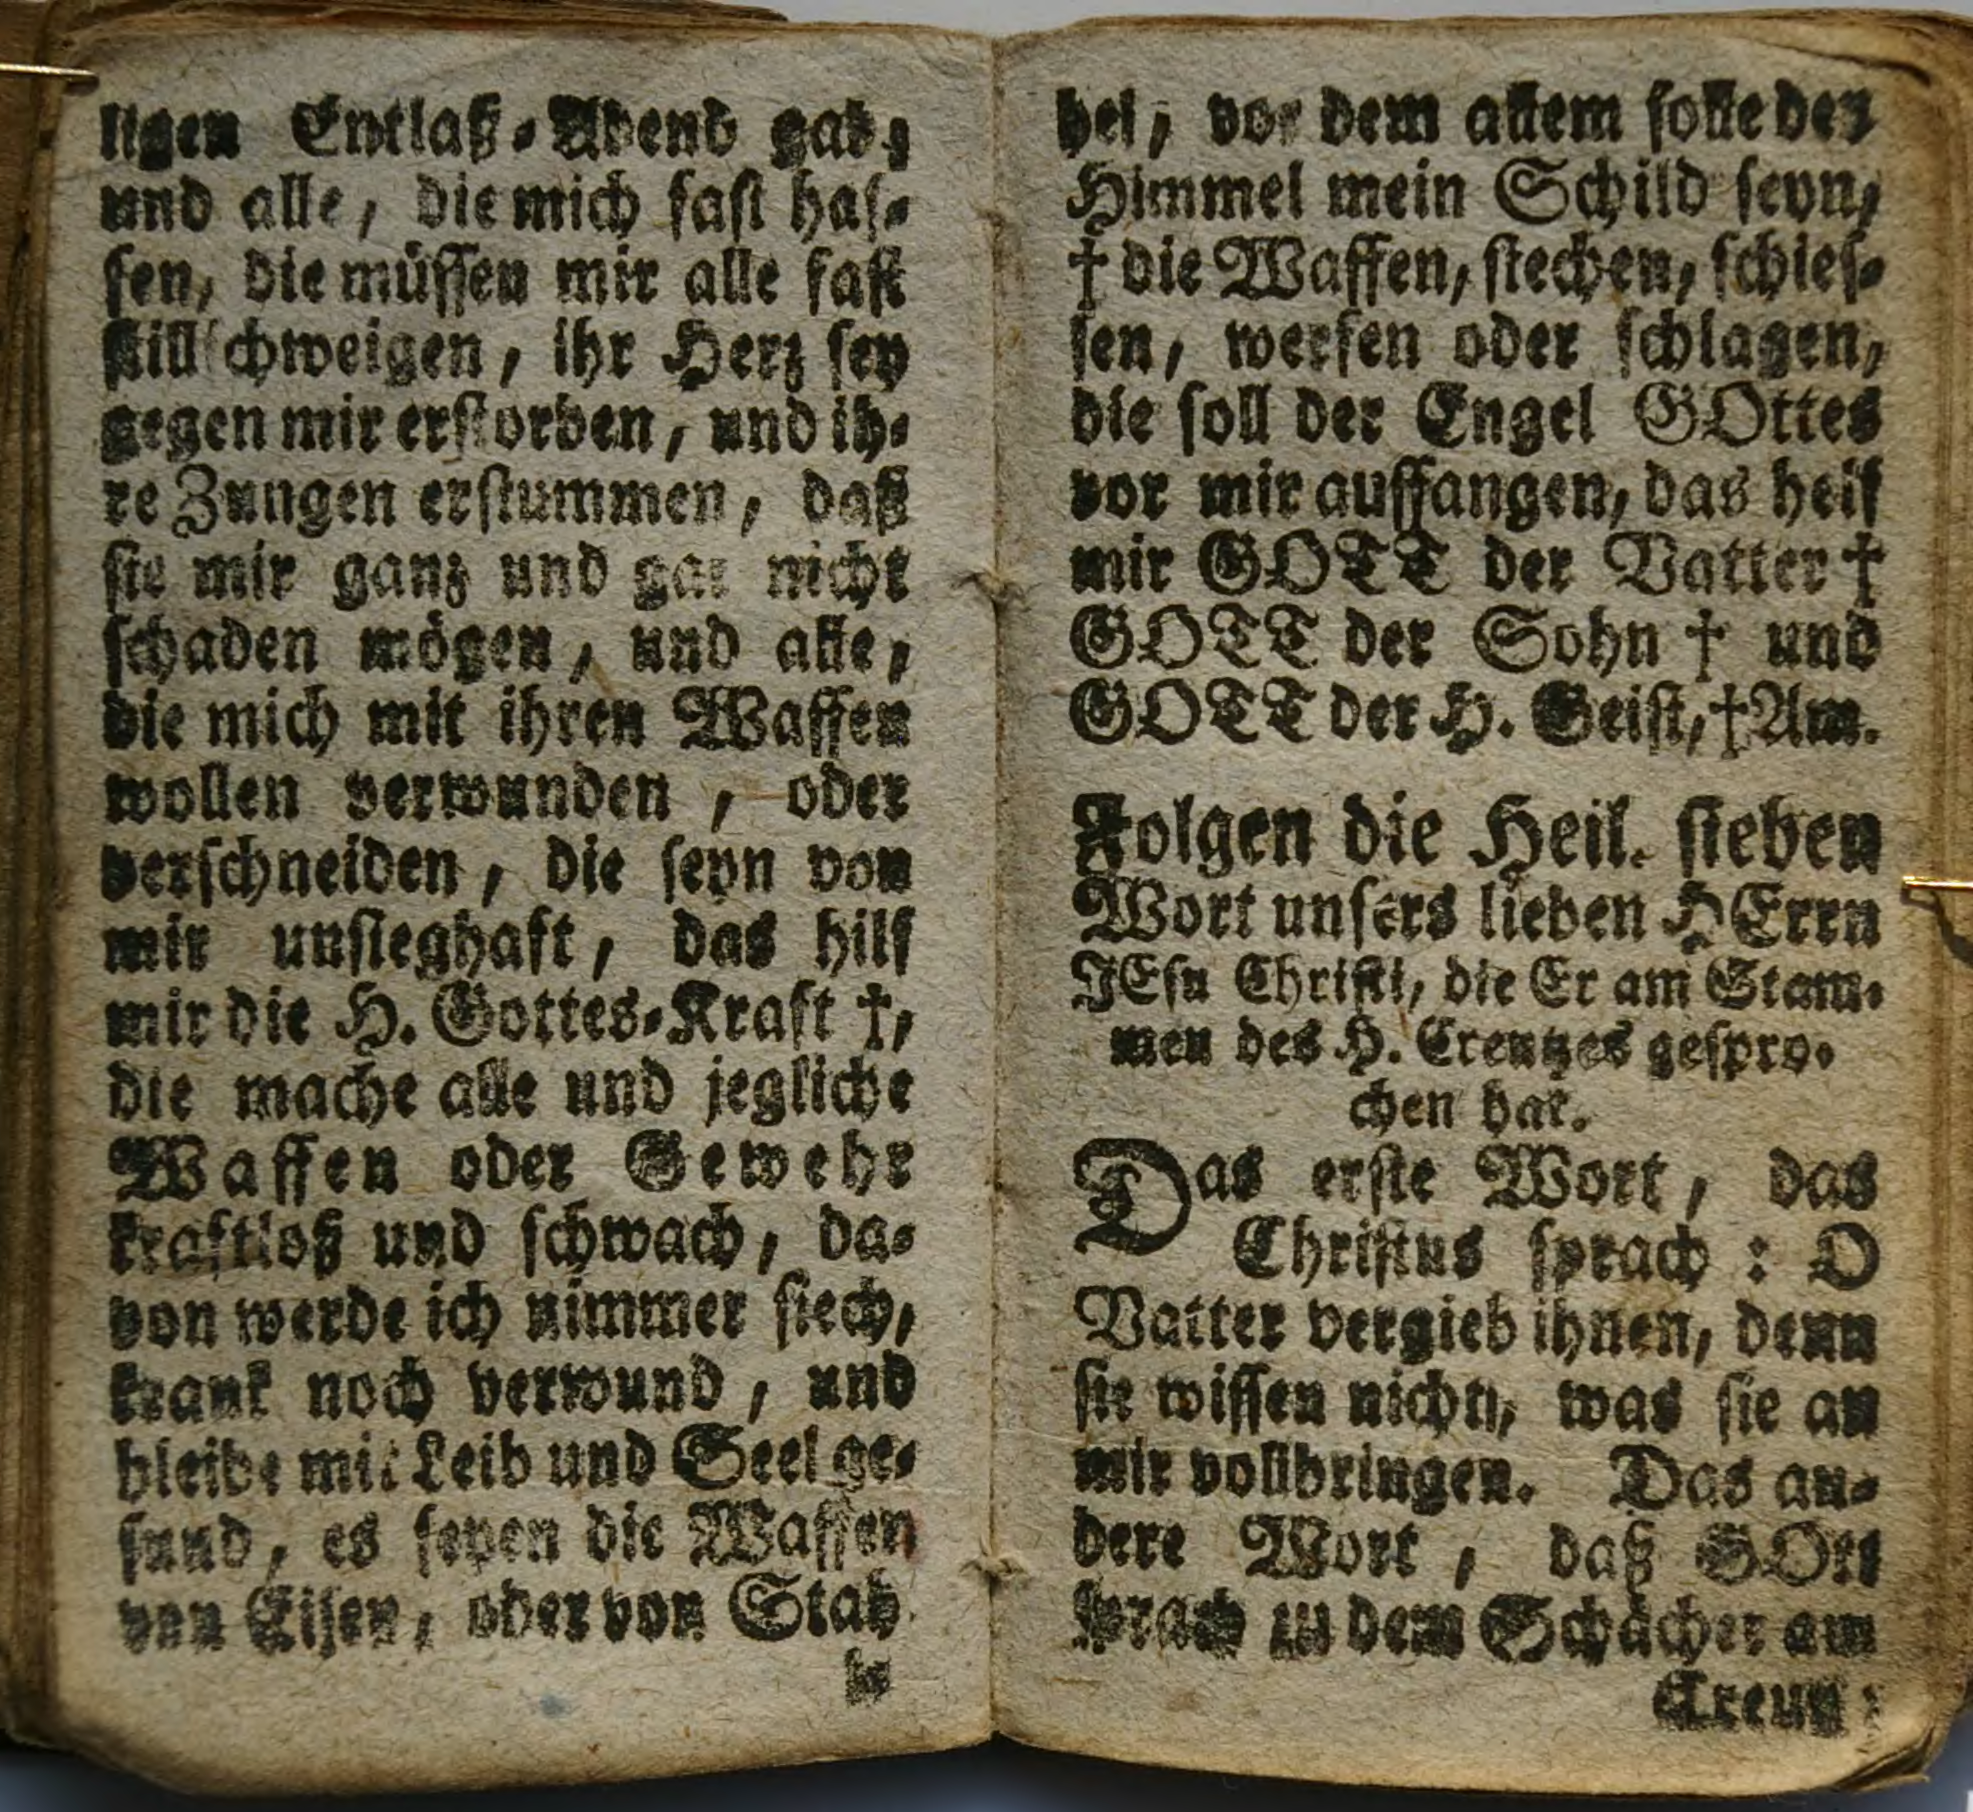 ligen Entlaß-Abend gab,
und alle, die mich fast has-
sen, die müssen mir alle fast
stillschweigen, ihr Herz sey
gegen mir erstorben, und ih-
re Zungen erstummen, daß
sie mir ganz und gar nicht
schaden mögen, und alle,
die mich mit ihren Waffen
wollen verwunden, oder
verschneiden, die seyn von
mir unsieghaft, das hilf
mir die H. Gottes-Kraft †,
die mache alle und jegliche
Waffen oder Gewehr
kraftloß und schwach, da-
von werde ich nimmer siech,
krank noch verwund, und
bleibe mit Leib und Seel ge-
sund, es seyen die Waffen
von Eisen, oder von Stah-
hel, vor dem allem solle der
Himmel mein Schild seyn,
† die Waffen, stechen, schies-
sen, werfen oder schlagen,
die soll der Engel GOttes
vor mir auffangen, das helf
mir GOTT der Vatter †
GOTT der Sohn † und
GOTT der H. Geist, † Am.
Folgen die Heil. sieben
Wort unsers lieben HErrn
JEsu Christi, die Er am Stam-
men des H. Creutzes gespro-
chen hat.
Das erste Wort, das
Christus sprach: O
Vatter vergieb ihnen, denn
sie wissen nicht, was sie an
mir vollbringen. Das an-
dere Wort, daß GOtt
sprach zu dem Schächer am
Creutz: